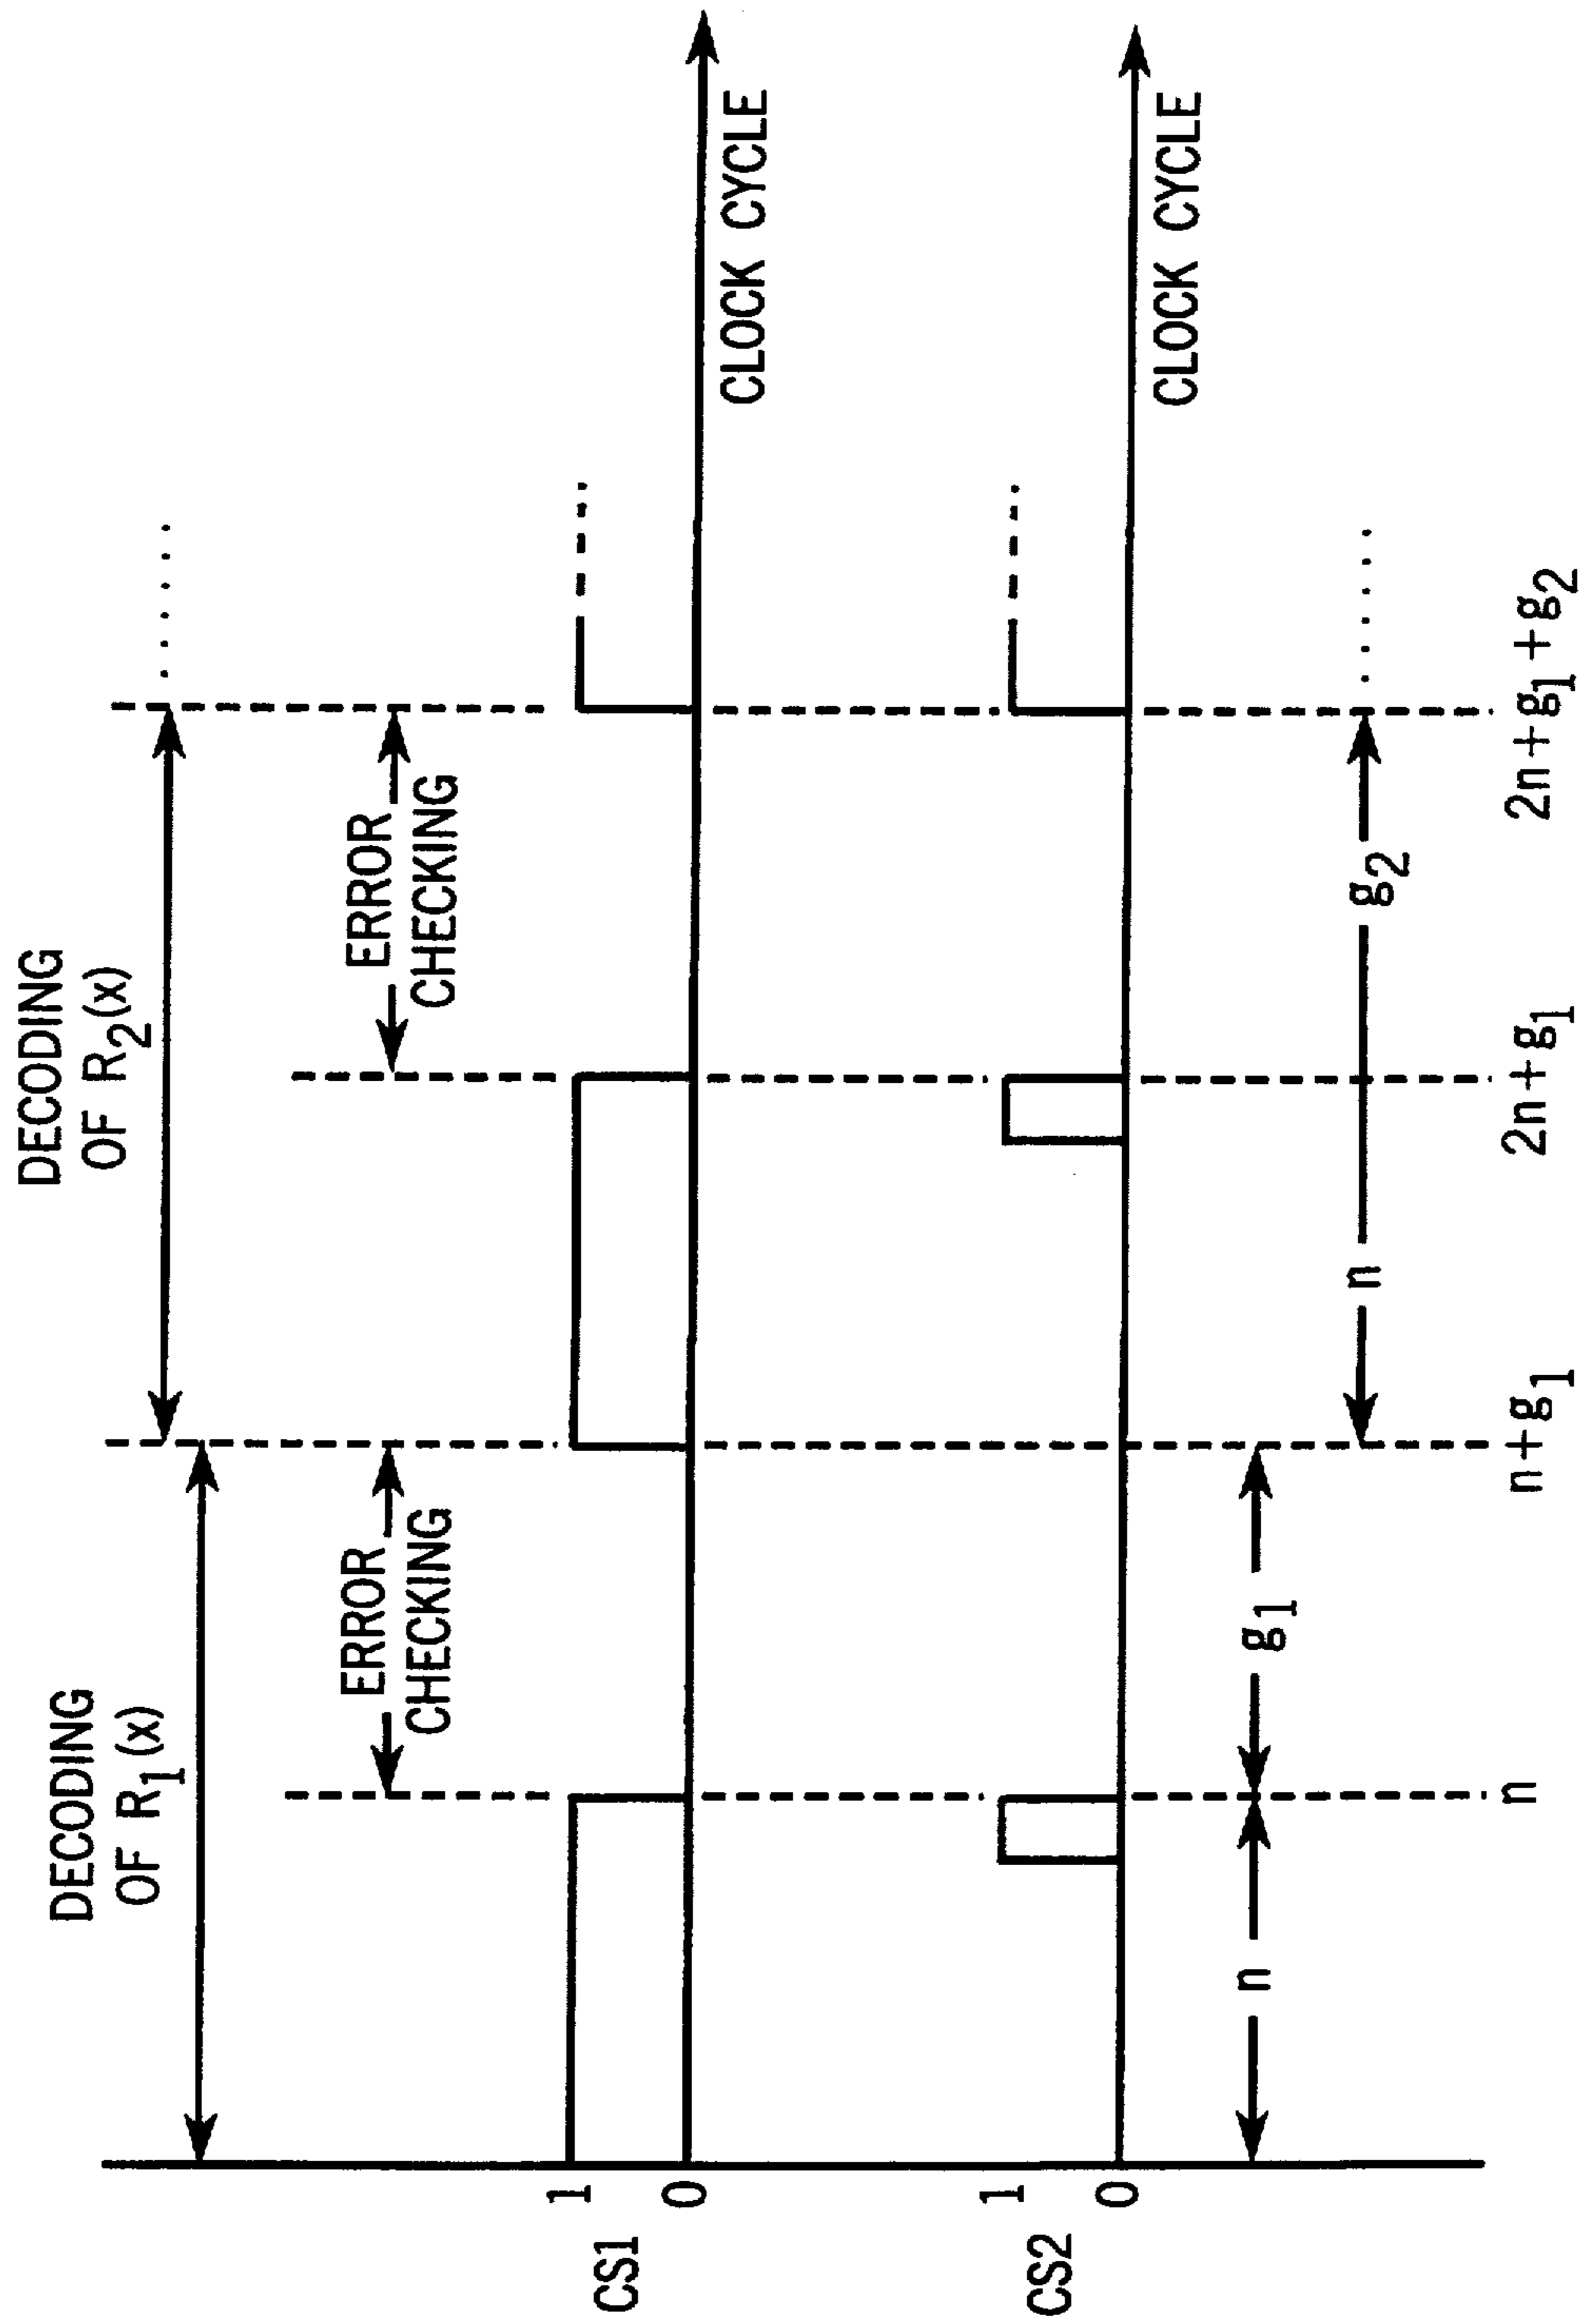 DECODING
OF R₁(x)
DECODING
OF R₂(x)
ERROR
CHECKING
ERROR
CHECKING
1
CS1
0
CLOCK CYCLE
1
CS2
0
CLOCK CYCLE
n
g₁
n
g₂
n
n+g₁
2n+g₁
2n+g₁+g₂